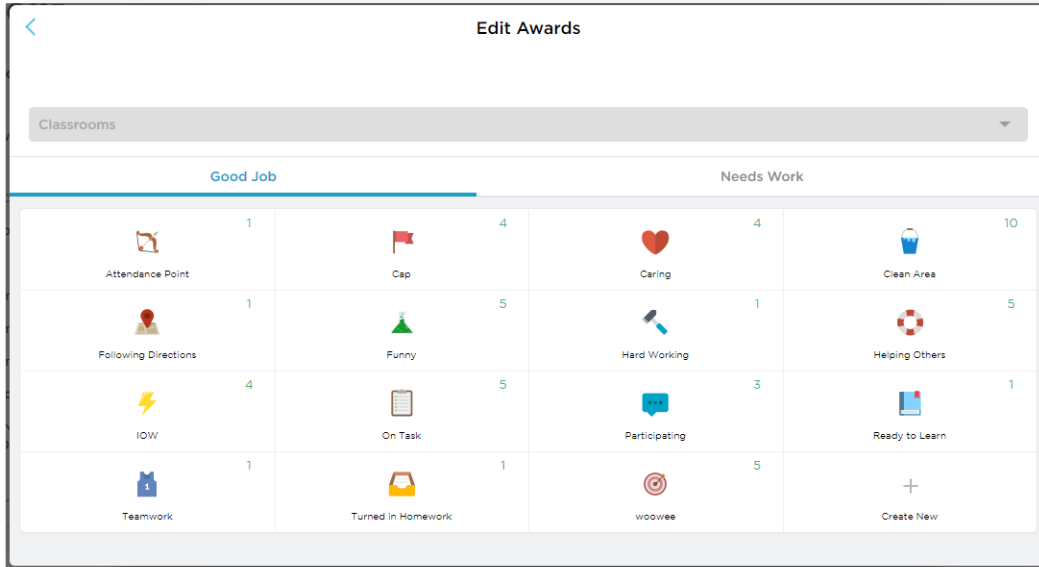 Edit Awards
Classrooms
Good Job
Needs Work
1
Attendance Point
4
Cap
4
Caring
10
Clean Area
1
Following Directions
5
Funny
1
Hard Working
5
Helping Others
4
IOW
5
On Task
3
Participating
1
Ready to Learn
1
1
Teamwork
1
Turned in Homework
5
woowee
Create New